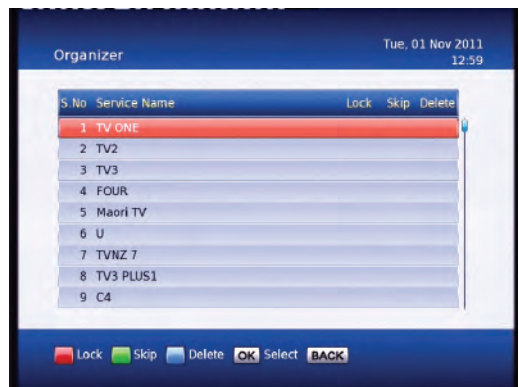 Organizer
Tue, 01 Nov 2011
12:59
S.No Service Name Lock Skip Delete
1 TV ONE
2 TV2
3 TV3
4 FOUR
5 Maori TV
6 U
7 TVNZ 7
8 TV3 PLUS1
9 C4
Lock Skip Delete OK Select BACK